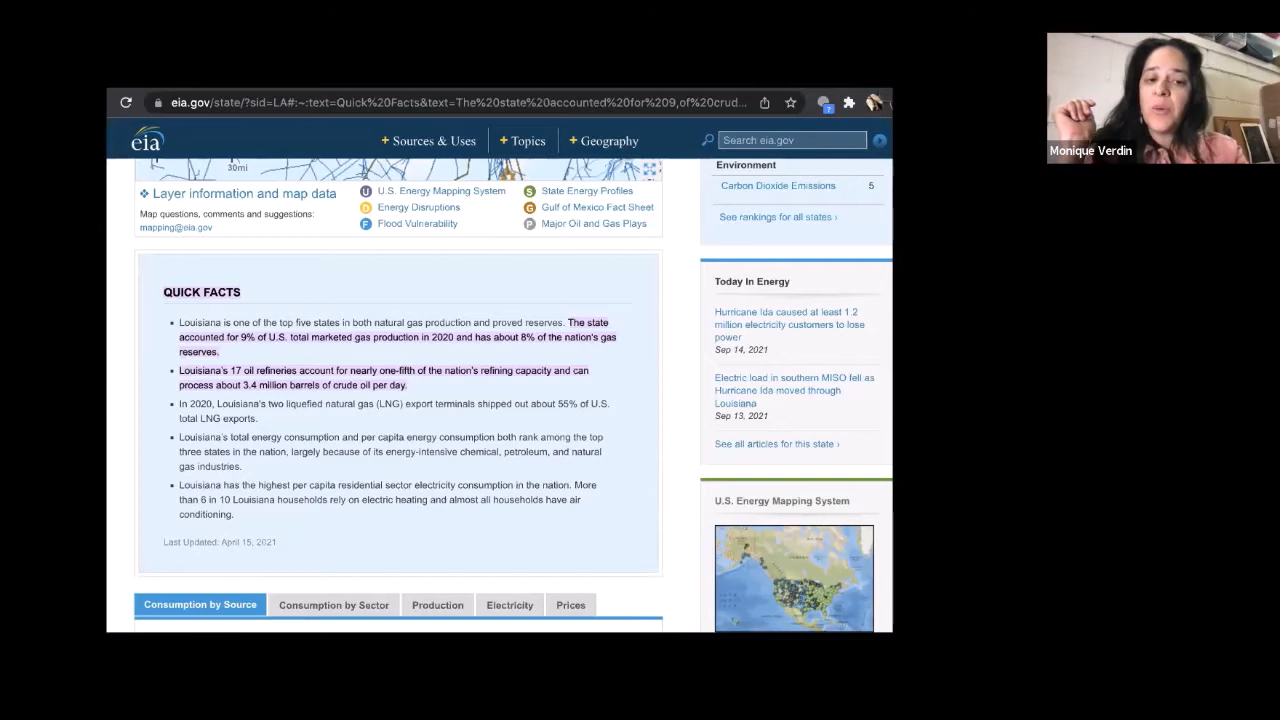 eia.gov/state/?sid=LA#:~:text=Quick%20Facts&text=The%20state%20accounted%20for%209,of%20crud...
eia
+ Sources & Uses
+ Topics
+ Geography
Search eia.gov
30mi
Layer information and map data
Map questions, comments and suggestions:
mapping@eia.gov
U U.S. Energy Mapping System
D Energy Disruptions
F Flood Vulnerability
S State Energy Profiles
G Gulf of Mexico Fact Sheet
P Major Oil and Gas Plays
QUICK FACTS
Louisiana is one of the top five states in both natural gas production and proved reserves. The state
accounted for 9% of U.S. total marketed gas production in 2020 and has about 8% of the nation's gas
reserves.
Louisiana's 17 oil refineries account for nearly one-fifth of the nation's refining capacity and can
process about 3.4 million barrels of crude oil per day.
In 2020, Louisiana's two liquefied natural gas (LNG) export terminals shipped out about 55% of U.S.
total LNG exports.
Louisiana's total energy consumption and per capita energy consumption both rank among the top
three states in the nation, largely because of its energy-intensive chemical, petroleum, and natural
gas industries.
Louisiana has the highest per capita residential sector electricity consumption in the nation. More
than 6 in 10 Louisiana households rely on electric heating and almost all households have air
conditioning.
Last Updated: April 15, 2021
Consumption by Source
Consumption by Sector
Production
Electricity
Prices
Environment
Carbon Dioxide Emissions 5
See rankings for all states ›
Today In Energy
Hurricane Ida caused at least 1.2
million electricity customers to lose
power
Sep 14, 2021
Electric load in southern MISO fell as
Hurricane Ida moved through
Louisiana
Sep 13, 2021
See all articles for this state ›
U.S. Energy Mapping System
Monique Verdin